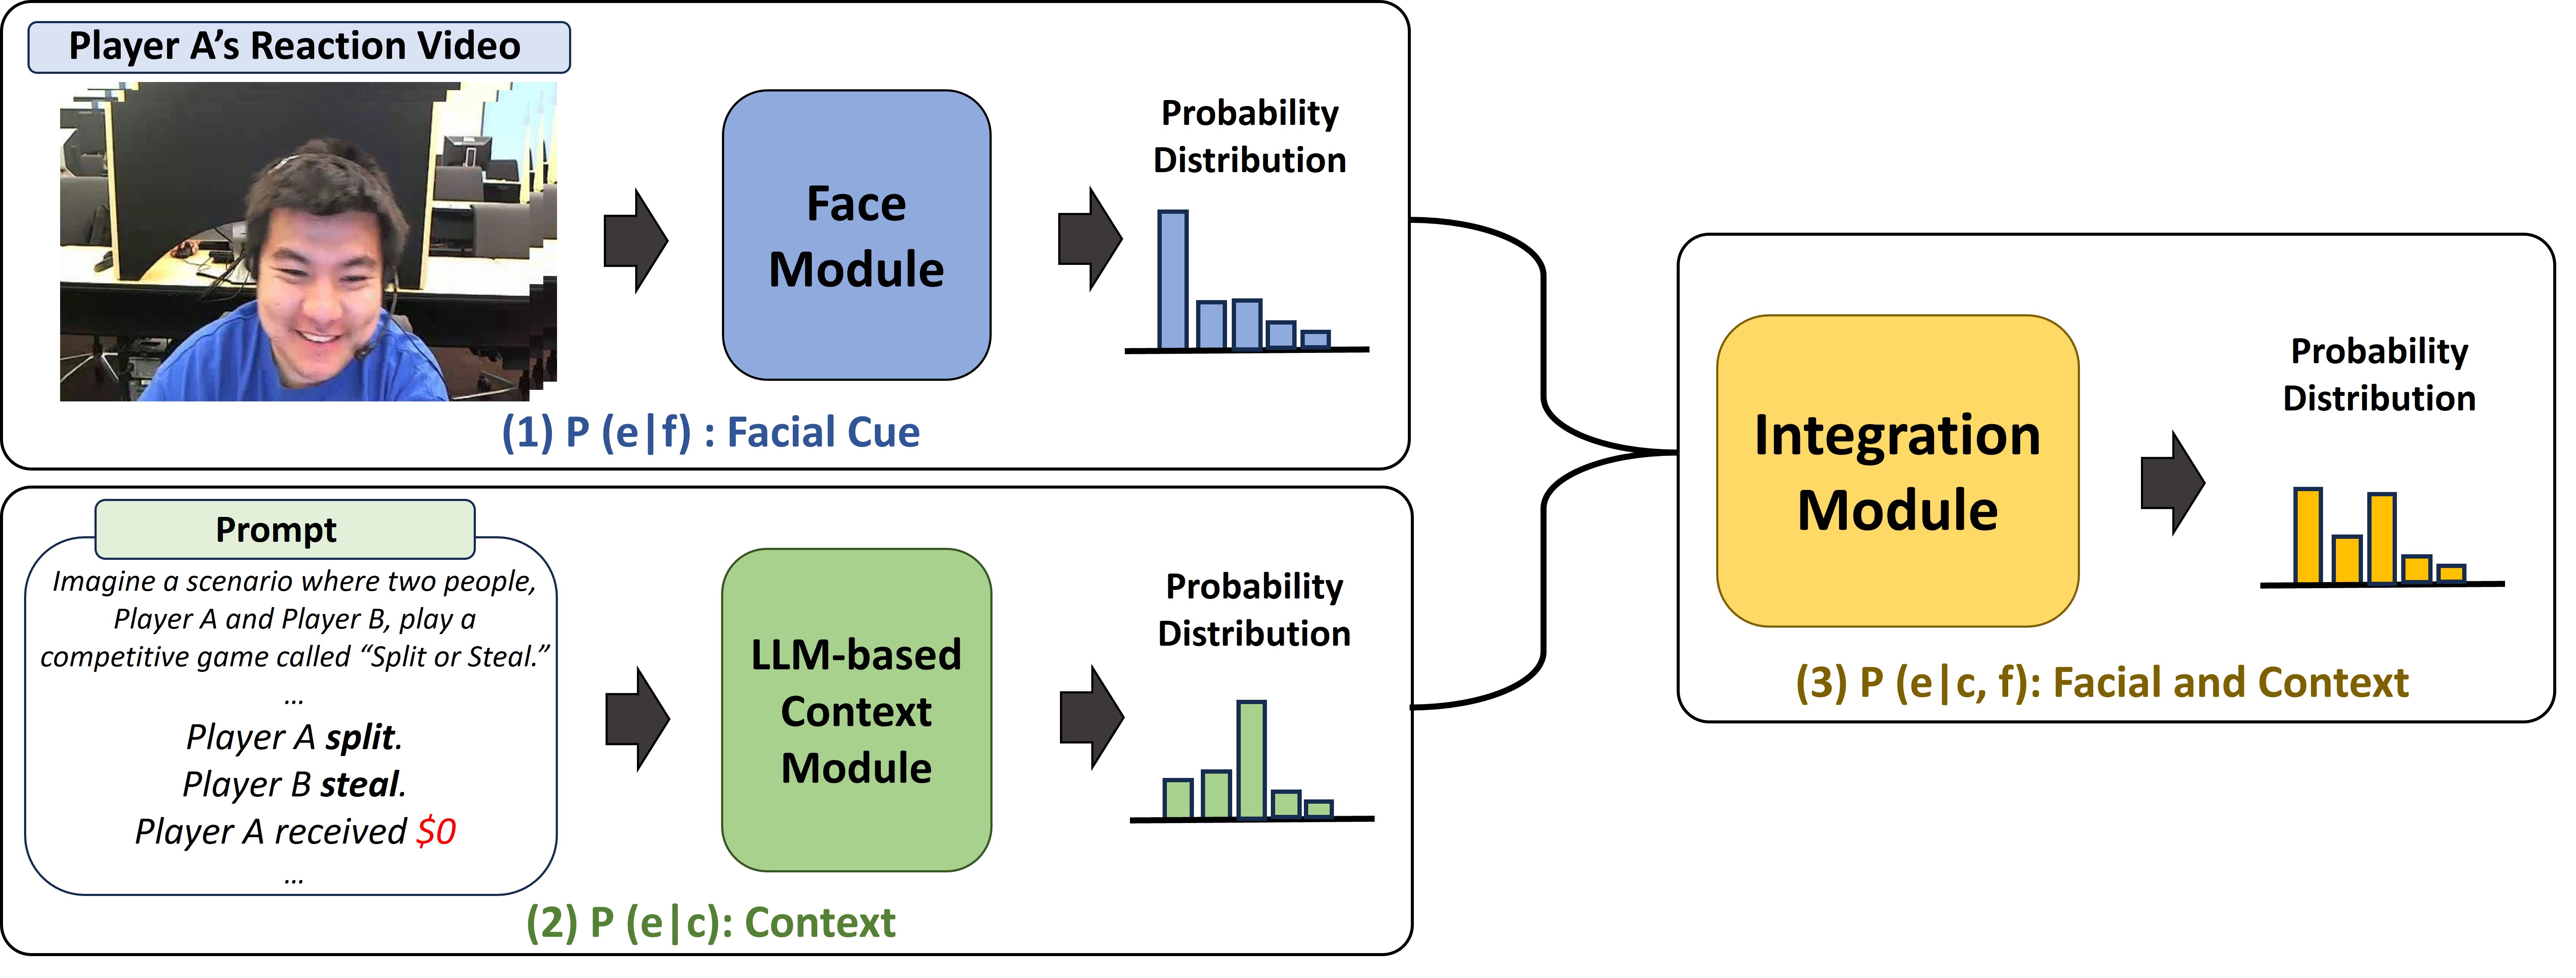 Player A’s Reaction Video
Face
Module
Probability
Distribution
(1) P (e|f) : Facial Cue
Prompt
Imagine a scenario where two people,
Player A and Player B, play a
competitive game called “Split or Steal.”
...
Player A split.
Player B steal.
Player A received $0
...
LLM-based
Context
Module
Probability
Distribution
(2) P (e|c): Context
Integration
Module
Probability
Distribution
(3) P (e|c, f): Facial and Context